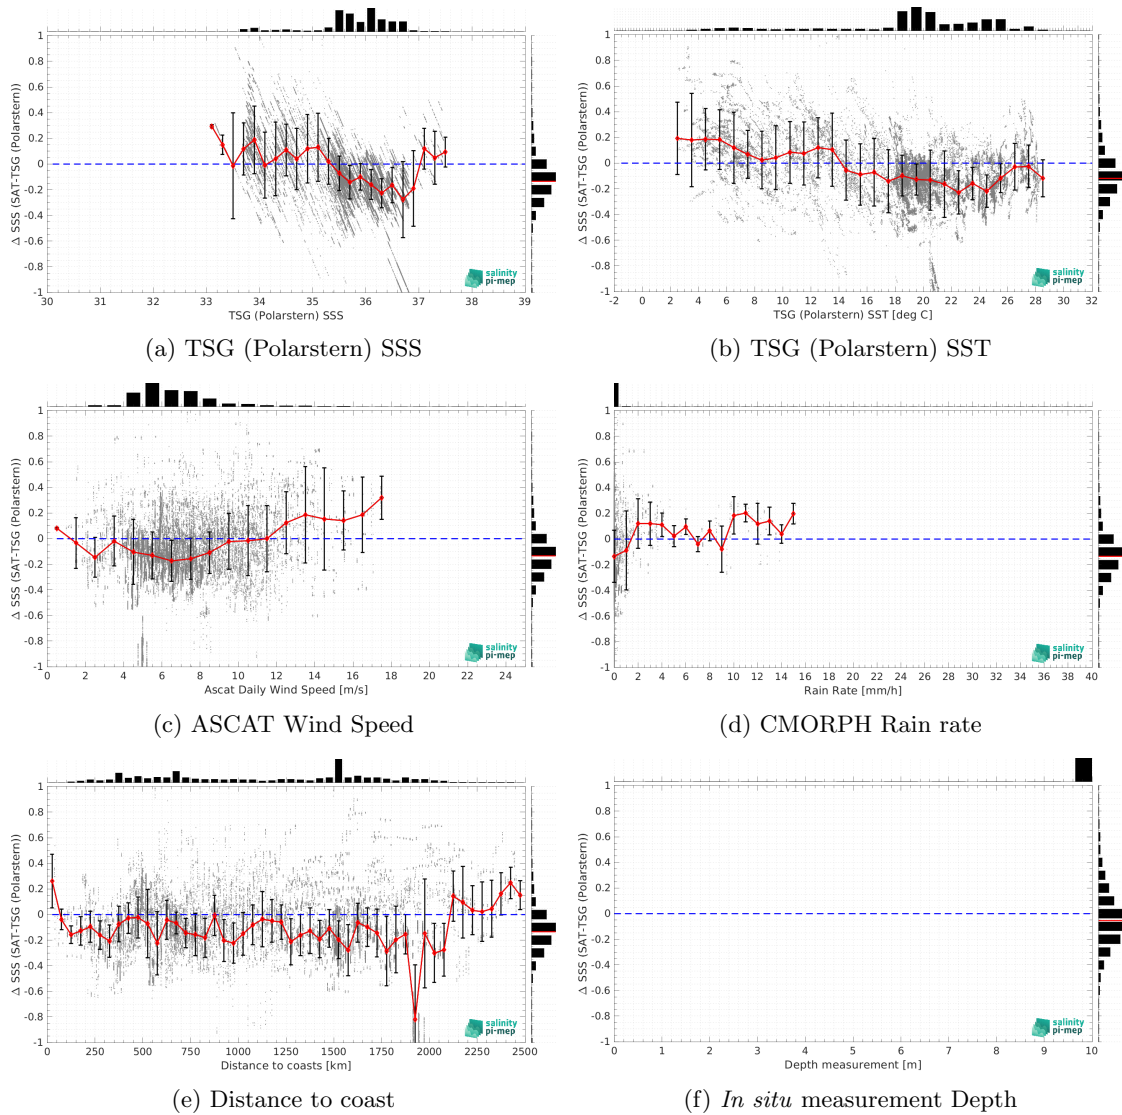 1
0.8
0.6
0.4
0.2
0
-0.2
-0.4
-0.6
-0.8
-1
Δ SSS (SAT-TSG (Polarstern))
salinity
pi-mep
30 31 32 33 34 35 36 37 38 39
TSG (Polarstern) SSS
(a) TSG (Polarstern) SSS
1
0.8
0.6
0.4
0.2
0
-0.2
-0.4
-0.6
-0.8
-1
Δ SSS (SAT-TSG (Polarstern))
salinity
pi-mep
-2 0 2 4 6 8 10 12 14 16 18 20 22 24 26 28 30 32
TSG (Polarstern) SST [deg C]
(b) TSG (Polarstern) SST
1
0.8
0.6
0.4
0.2
0
-0.2
-0.4
-0.6
-0.8
-1
Δ SSS (SAT-TSG (Polarstern))
salinity
pi-mep
0 2 4 6 8 10 12 14 16 18 20 22 24
Ascat Daily Wind Speed [m/s]
(c) ASCAT Wind Speed
1
0.8
0.6
0.4
0.2
0
-0.2
-0.4
-0.6
-0.8
-1
Δ SSS (SAT-TSG (Polarstern))
salinity
pi-mep
0 2 4 6 8 10 12 14 16 18 20 22 24 26 28 30 32 34 36 38 40
Rain Rate [mm/h]
(d) CMORPH Rain rate
1
0.8
0.6
0.4
0.2
0
-0.2
-0.4
-0.6
-0.8
-1
Δ SSS (SAT-TSG (Polarstern))
salinity
pi-mep
0 250 500 750 1000 1250 1500 1750 2000 2250 2500
Distance to coasts [km]
(e) Distance to coast
1
0.8
0.6
0.4
0.2
0
-0.2
-0.4
-0.6
-0.8
-1
Δ SSS (SAT-TSG (Polarstern))
salinity
pi-mep
0 1 2 3 4 5 6 7 8 9 10
Depth measurement [m]
(f) In situ measurement Depth